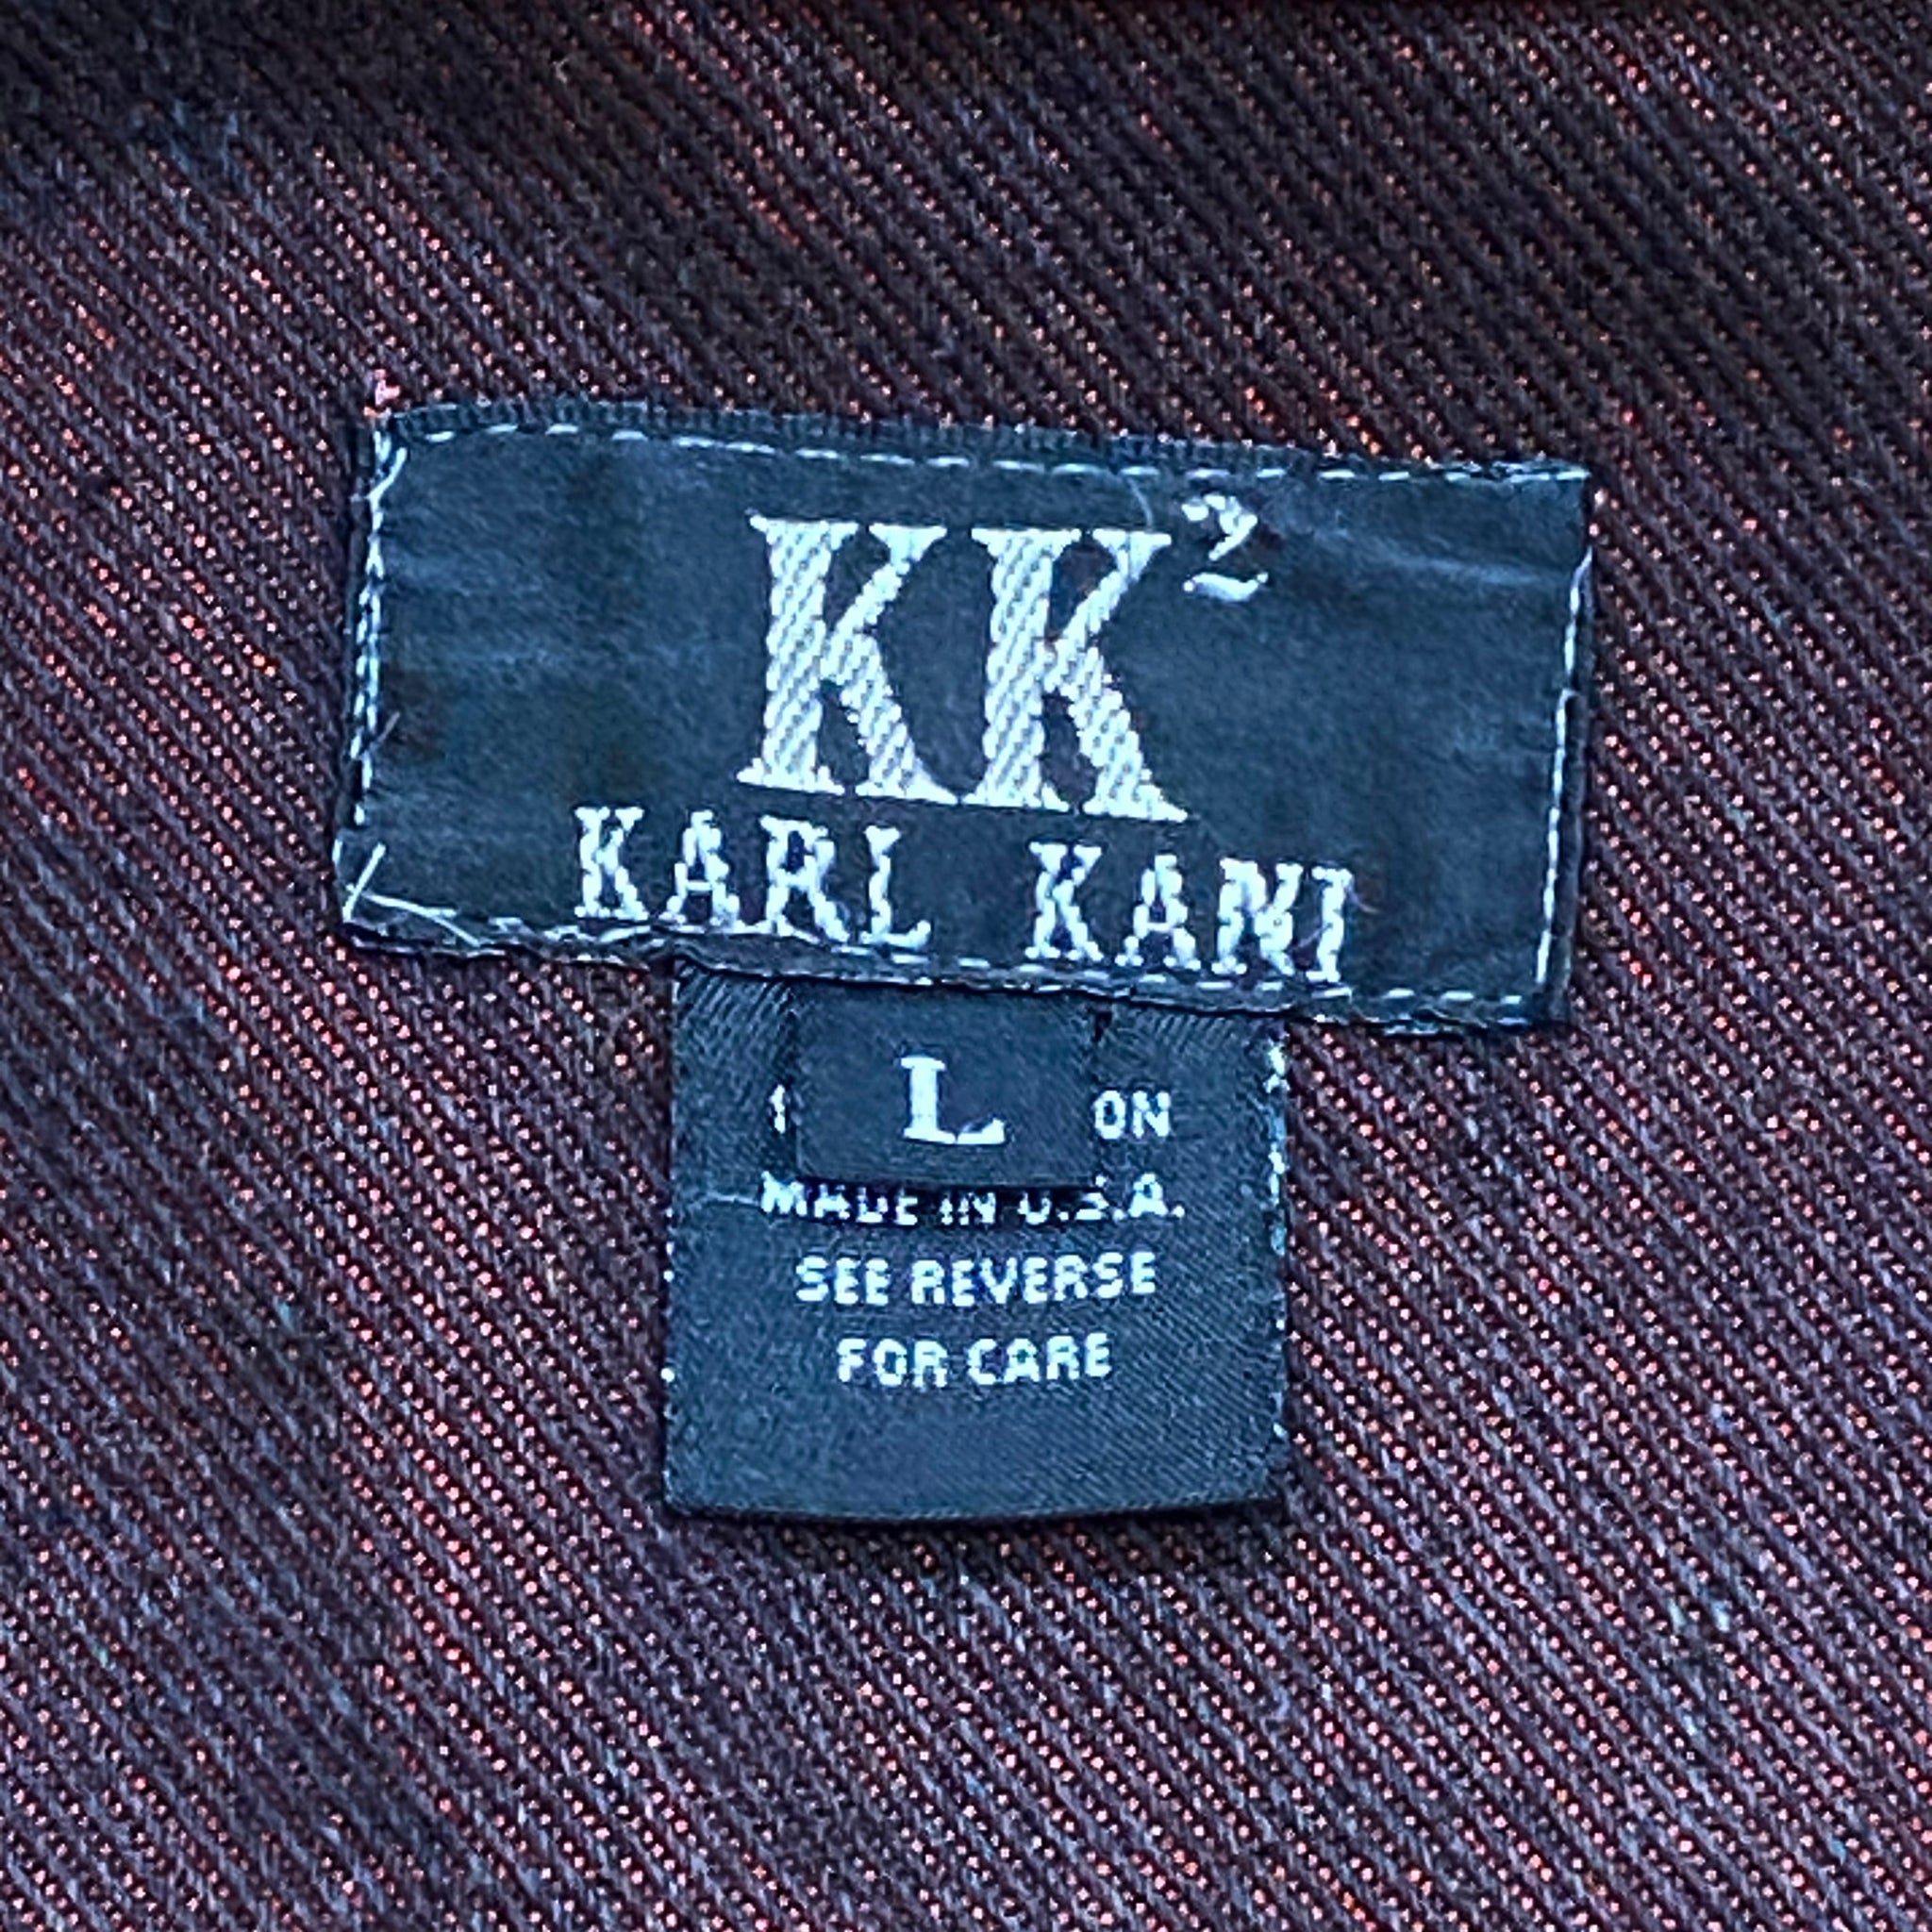 KK²
KARL KANI
L
ON
MADE IN U.S.A.
SEE REVERSE
FOR CARE